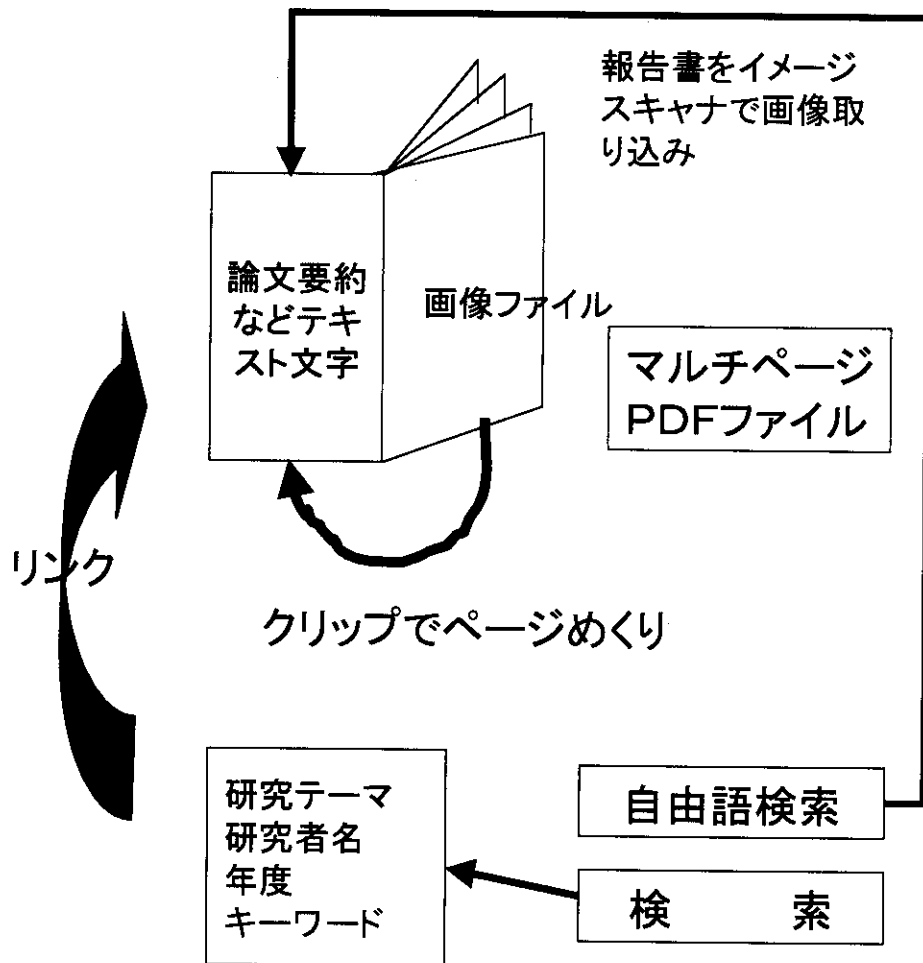 報告書をイメージ
スキャナで画像取
り込み
論文要約
などテキ
スト文字
画像ファイル
マルチページ
PDFファイル
リンク
クリップでページめくり
研究テーマ
研究者名
年度
キーワード
自由語検索
検　　索